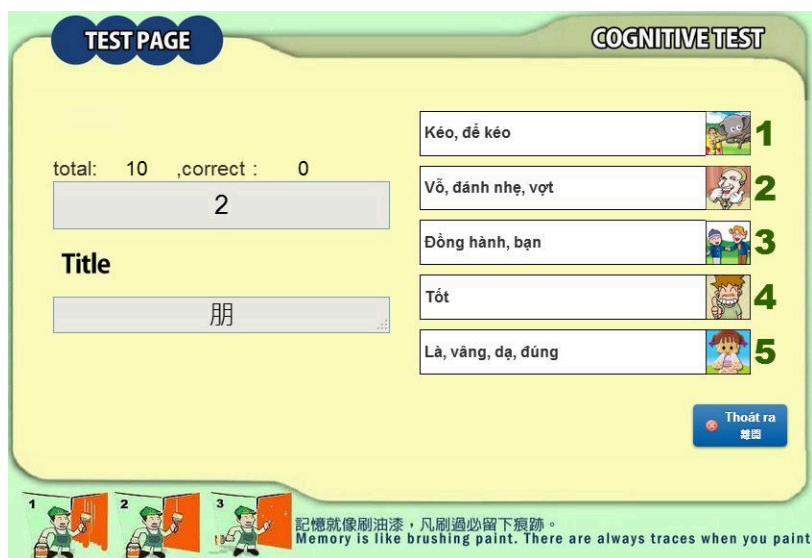 TEST PAGE
COGNITIVE TEST
total: 10 ,correct : 0
2
Title
朋
Kéo, để kéo
1
Vỗ, đánh nhẹ, vợt
2
Đồng hành, bạn
3
Tốt
4
Là, vâng, dạ, đúng
5
Thoát ra
離開
1
2
3
記憶就像刷油漆，凡刷過必留下痕跡。
Memory is like brushing paint. There are always traces when you paint